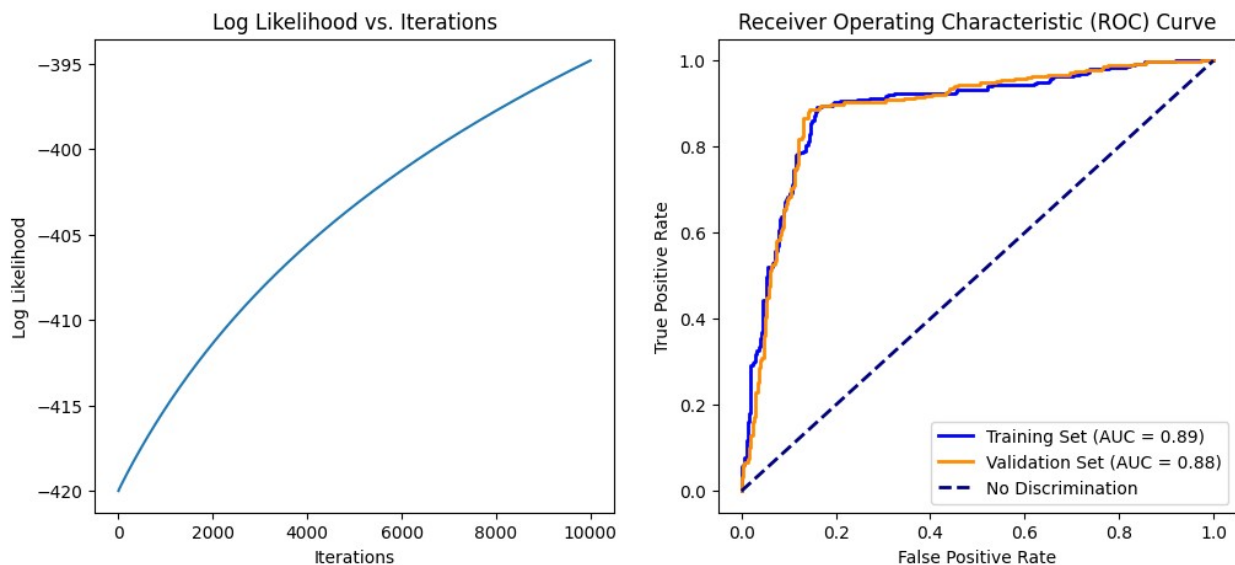 Log Likelihood vs. Iterations
Log Likelihood
−395
−400
−405
−410
−415
−420
0 2000 4000 6000 8000 10000
Iterations
Receiver Operating Characteristic (ROC) Curve
True Positive Rate
1.0
0.8
0.6
0.4
0.2
0.0
Training Set (AUC = 0.89)
Validation Set (AUC = 0.88)
No Discrimination
0.0 0.2 0.4 0.6 0.8 1.0
False Positive Rate